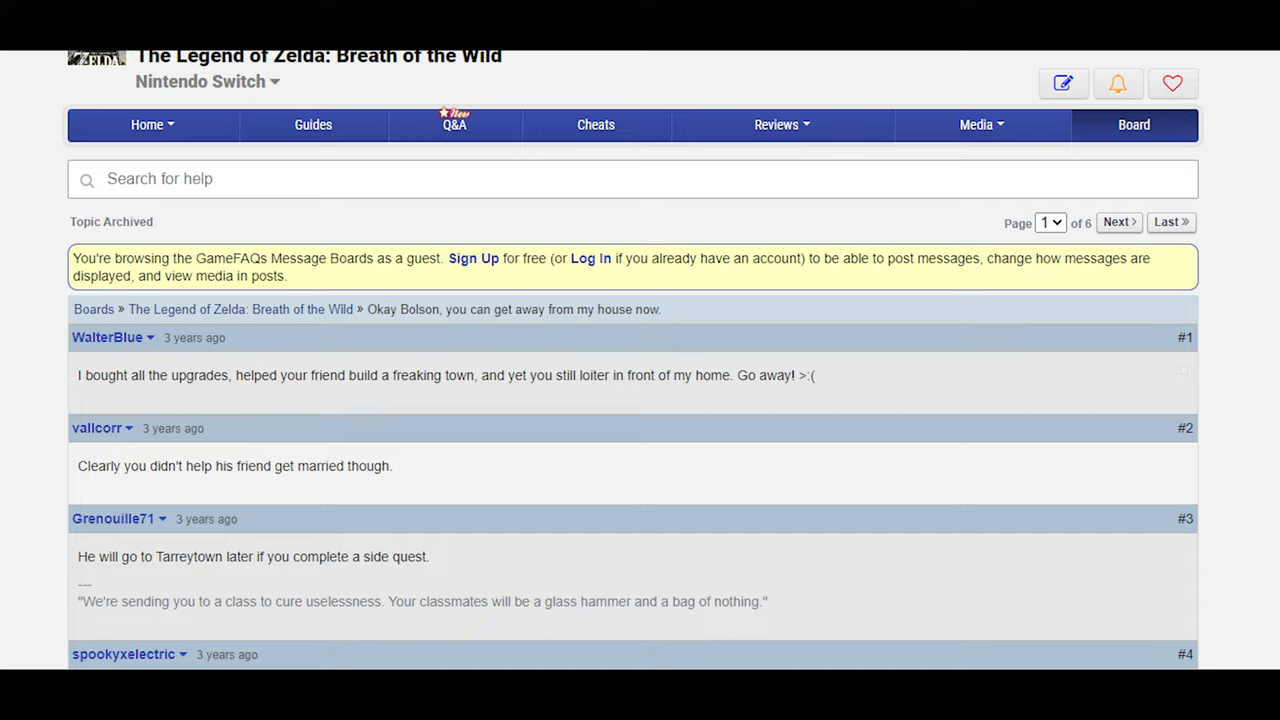 ZELDA
The Legend of Zelda: Breath of the Wild
Nintendo Switch
Home
Guides
New
Q&A
Cheats
Reviews
Media
Board
Search for help
Topic Archived
Page 1 of 6 Next Last
You're browsing the GameFAQs Message Boards as a guest. Sign Up for free (or Log In if you already have an account) to be able to post messages, change how messages are
displayed, and view media in posts.
Boards » The Legend of Zelda: Breath of the Wild » Okay Bolson, you can get away from my house now.
WalterBlue 3 years ago #1
I bought all the upgrades, helped your friend build a freaking town, and yet you still loiter in front of my home. Go away! >:(
vallcorr 3 years ago #2
Clearly you didn't help his friend get married though.
Grenouille71 3 years ago #3
He will go to Tarreytown later if you complete a side quest.
---
"We're sending you to a class to cure uselessness. Your classmates will be a glass hammer and a bag of nothing."
spookyxelectric 3 years ago #4